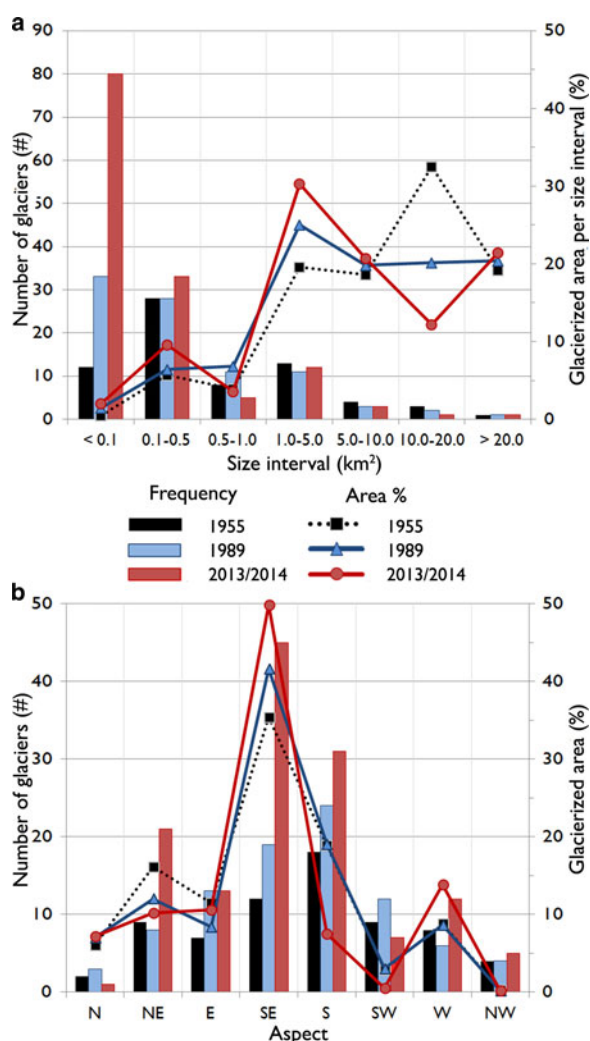 a
90 50
80
70 40
60
50 30
40
30 20
20 10
10
0 0
Number of glaciers (#)
Glacierized area per size interval (%)
< 0.1 0.1-0.5 0.5-1.0 1.0-5.0 5.0-10.0 10.0-20.0 > 20.0
Size interval (km²)
Frequency Area %
1955 1955
1989 1989
2013/2014 2013/2014
b
50 50
40 40
30 30
20 20
10 10
0 0
Number of glaciers (#)
Glacierized area (%)
N NE E SE S SW W NW
Aspect